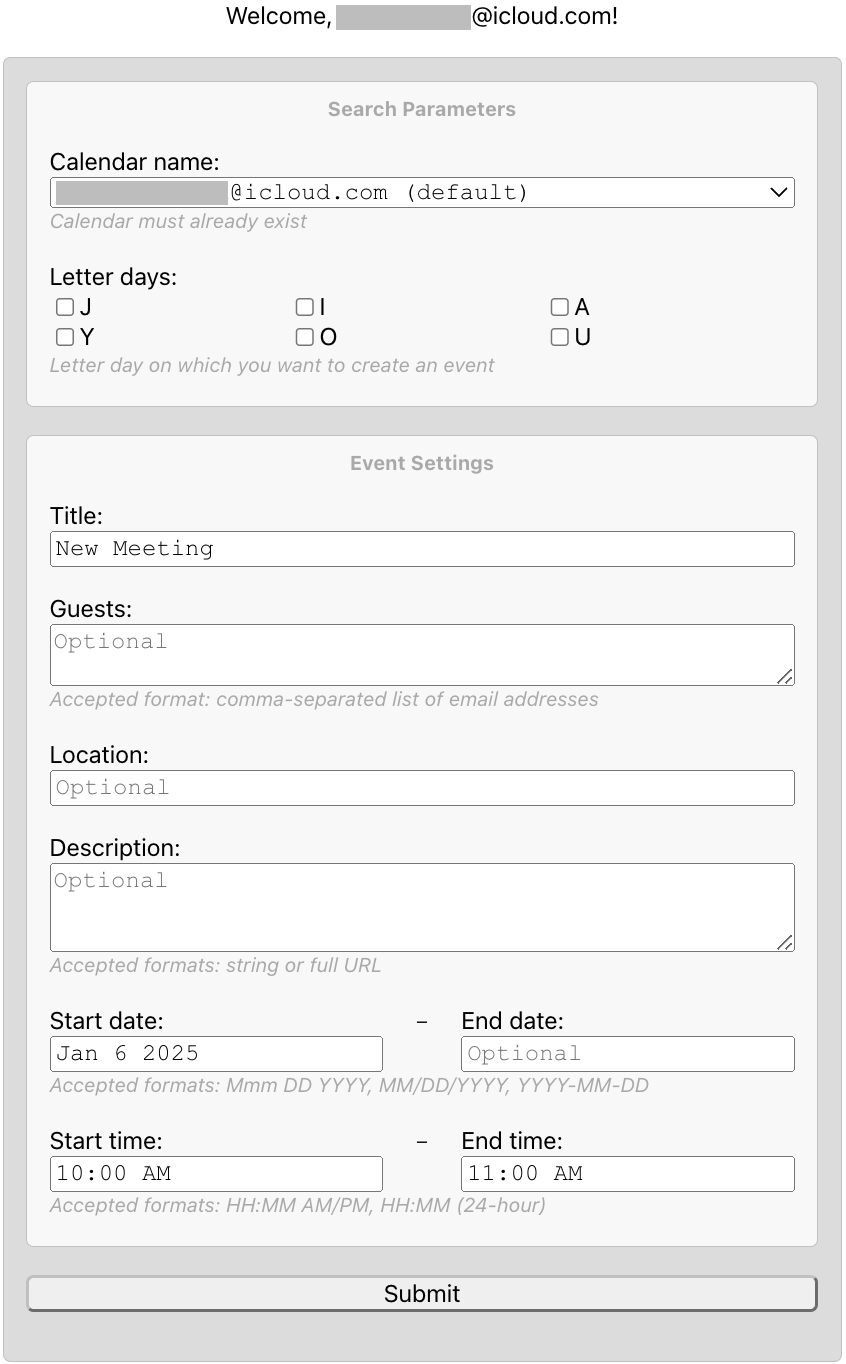 Welcome, @icloud.com!
Search Parameters
Calendar name:
@icloud.com (default)
Calendar must already exist
Letter days:
J I A
Y O U
Letter day on which you want to create an event
Event Settings
Title:
New Meeting
Guests:
Optional
Accepted format: comma-separated list of email addresses
Location:
Optional
Description:
Optional
Accepted formats: string or full URL
Start date: – End date:
Jan 6 2025 Optional
Accepted formats: Mmm DD YYYY, MM/DD/YYYY, YYYY-MM-DD
Start time: – End time:
10:00 AM 11:00 AM
Accepted formats: HH:MM AM/PM, HH:MM (24-hour)
Submit